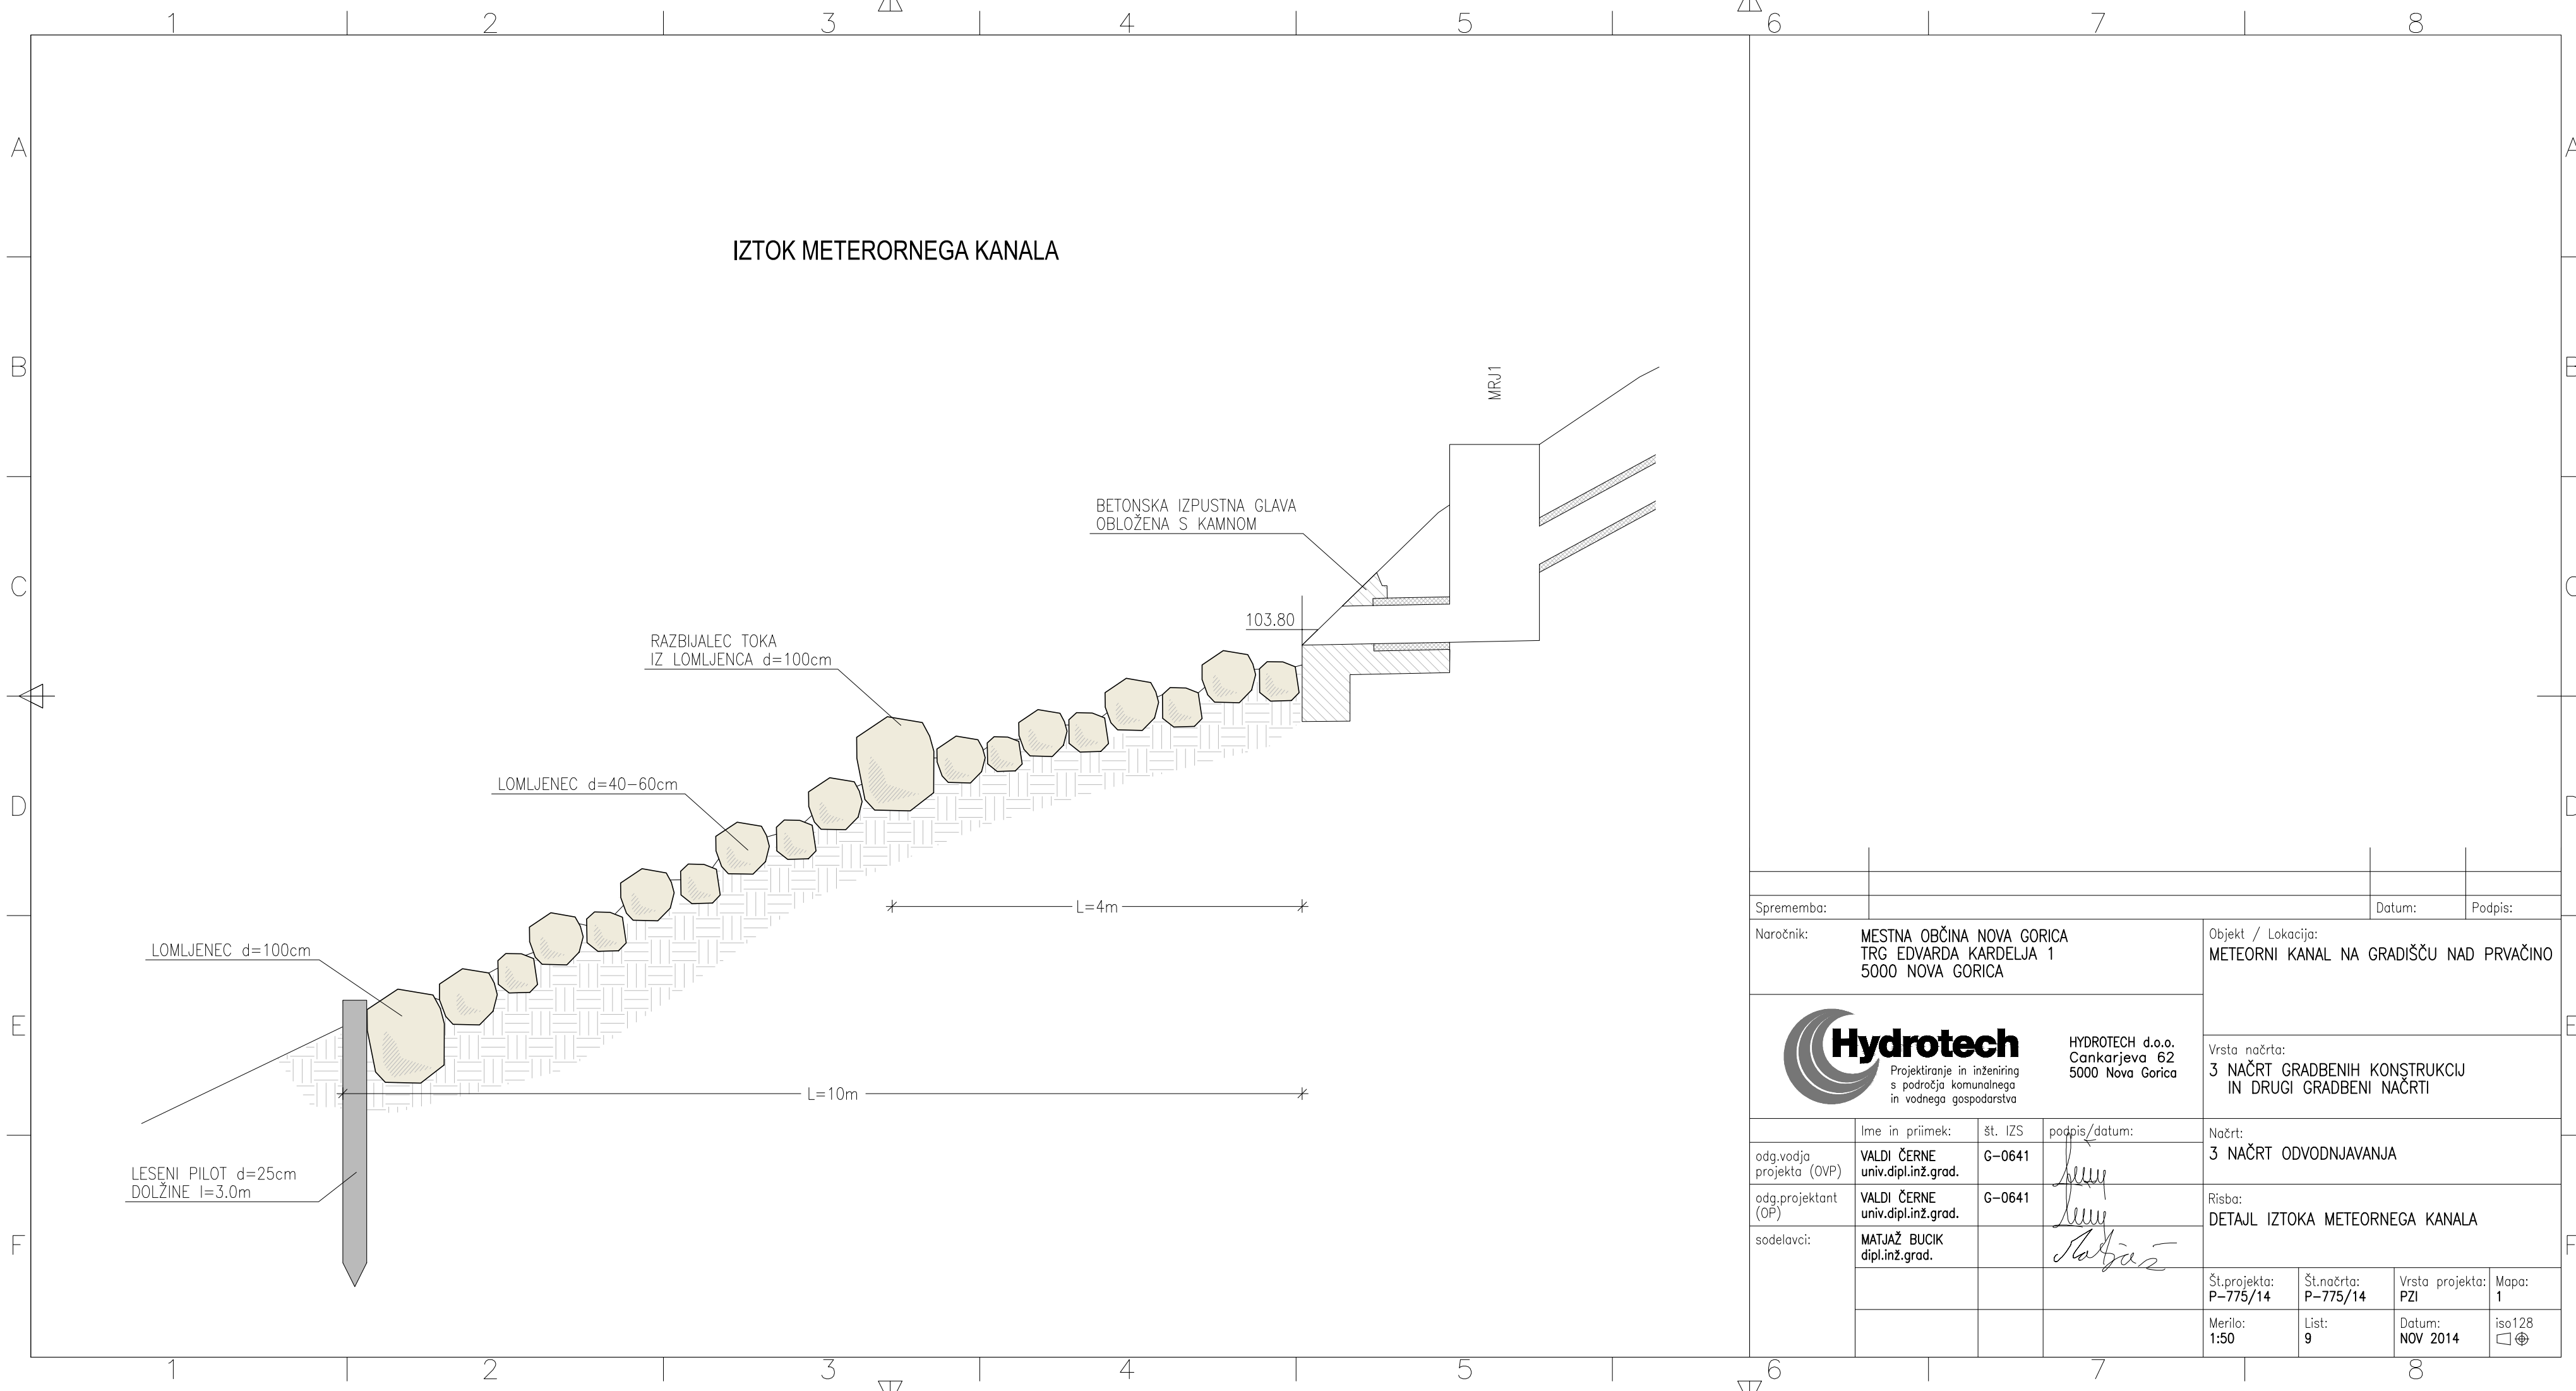 1 2 3 4 5 6 7 8
A A
B B
C C
D D
E E
F F
IZTOK METERORNEGA KANALA
MRJ1
BETONSKA IZPUSTNA GLAVA
OBLOŽENA S KAMNOM
103.80
RAZBIJALEC TOKA
IZ LOMLJENCA d=100cm
LOMLJENEC d=40-60cm
L=4m
LOMLJENEC d=100cm
L=10m
LESENI PILOT d=25cm
DOLŽINE l=3.0m
Sprememba: Datum: Podpis:
Naročnik:
MESTNA OBČINA NOVA GORICA
TRG EDVARDA KARDELJA 1
5000 NOVA GORICA
Objekt / Lokacija:
METEORNI KANAL NA GRADIŠČU NAD PRVAČINO
Hydrotech
Projektiranje in inženiring
s področja komunalnega
in vodnega gospodarstva
HYDROTECH d.o.o.
Cankarjeva 62
5000 Nova Gorica
Vrsta načrta:
3 NAČRT GRADBENIH KONSTRUKCIJ
IN DRUGI GRADBENI NAČRTI
Ime in priimek: št. IZS podpis/datum:
odg.vodja
projekta (OVP)
VALDI ČERNE
univ.dipl.inž.grad.
G-0641
odg.projektant
(OP)
VALDI ČERNE
univ.dipl.inž.grad.
G-0641
sodelavci:
MATJAŽ BUCIK
dipl.inž.grad.
Načrt:
3 NAČRT ODVODNJAVANJA
Risba:
DETAJL IZTOKA METEORNEGA KANALA
Št.projekta: Št.načrta: Vrsta projekta: Mapa:
P-775/14 P-775/14 PZI 1
Merilo: List: Datum: iso128
1:50 9 NOV 2014
1 2 3 4 5 6 7 8